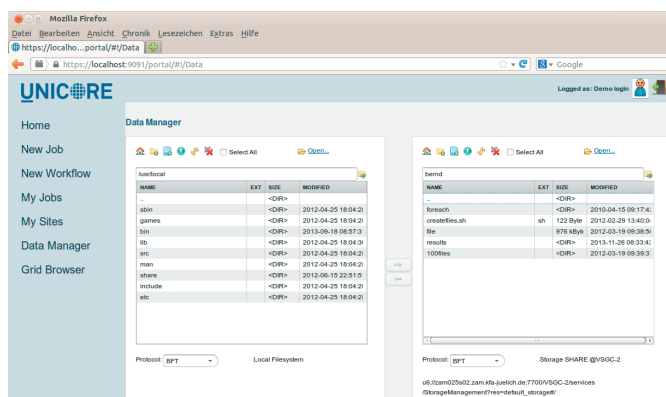 Mozilla Firefox
Datei Bearbeiten Ansicht Chronik Lesezeichen Extras Hilfe
https://localho...portal/#!/Data
https://localhost:9091/portal/#!/Data Google
UNICORE Logged as: Demo login
Home
New Job
New Workflow
My Jobs
My Sites
Data Manager
Grid Browser
Data Manager
Select All Open...
/usr/local
NAME EXT SIZE MODIFIED
.. <DIR>
sbin <DIR> 2012-04-25 18:04:2
games <DIR> 2012-04-25 18:04:2
bin <DIR> 2013-09-18 08:57:3
lib <DIR> 2012-04-25 18:04:3
src <DIR> 2012-04-25 18:04:2
man <DIR> 2012-04-25 18:04:2
share <DIR> 2012-06-15 22:51:5
include <DIR> 2012-04-25 18:04:2
etc <DIR> 2012-04-25 18:04:2
Protocol: BFT Local Filesystem
Select All Open...
bernd
NAME EXT SIZE MODIFIED
.. <DIR>
foreach <DIR> 2010-04-15 09:17:4
createfiles.sh sh 122 Byte 2012-02-29 13:40:0
file 976 kByte 2012-03-19 09:38:5
results <DIR> 2013-11-26 08:33:4
100files <DIR> 2012-03-19 09:39:3
Protocol: BFT Storage SHARE @VSGC-2
u6://zam025s02.zam.kfa-juelich.de:7700/VSGC-2/services
/StorageManagement?res=default_storage#/